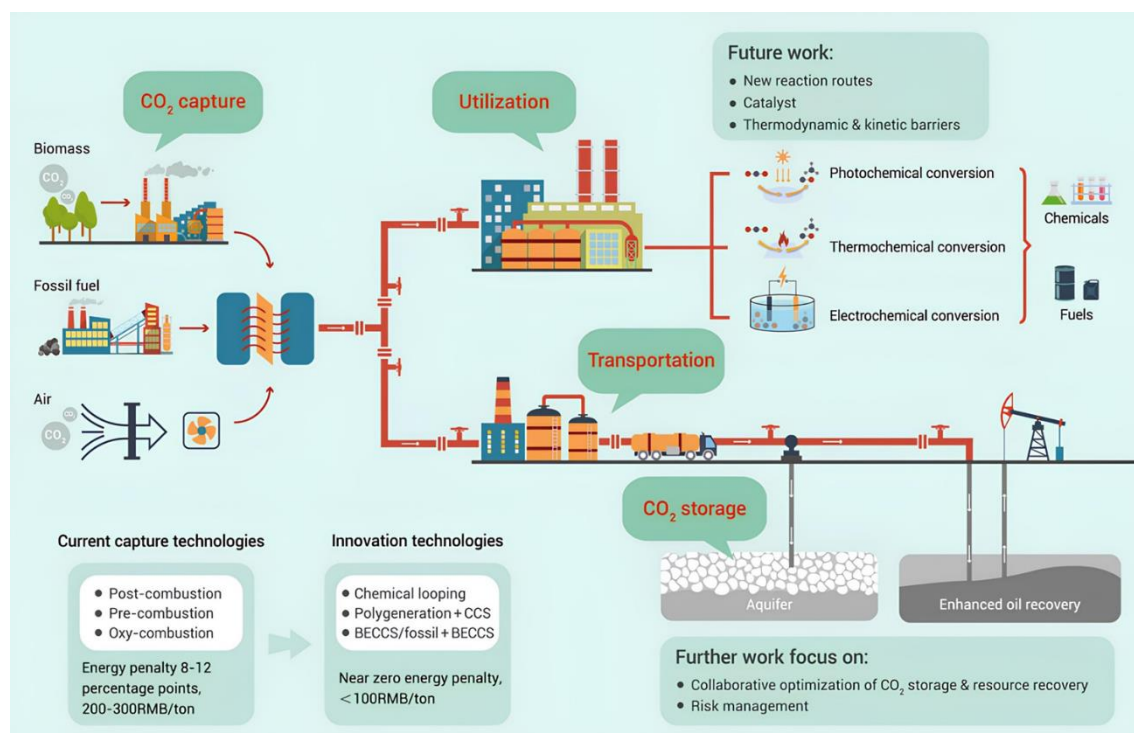 CO₂ capture
Biomass
CO₂
CO₂
Fossil fuel
Air
CO₂
CO₂
Utilization
Future work:
● New reaction routes
● Catalyst
● Thermodynamic & kinetic barriers
Photochemical conversion
Thermochemical conversion
Electrochemical conversion
Chemicals
Fuels
Transportation
CO₂ storage
Aquifer
Enhanced oil recovery
Current capture technologies
● Post-combustion
● Pre-combustion
● Oxy-combustion
Energy penalty 8-12
percentage points,
200-300RMB/ton
Innovation technologies
● Chemical looping
● Polygeneration + CCS
● BECCS/fossil + BECCS
Near zero energy penalty,
<100RMB/ton
Further work focus on:
● Collaborative optimization of CO₂ storage & resource recovery
● Risk management